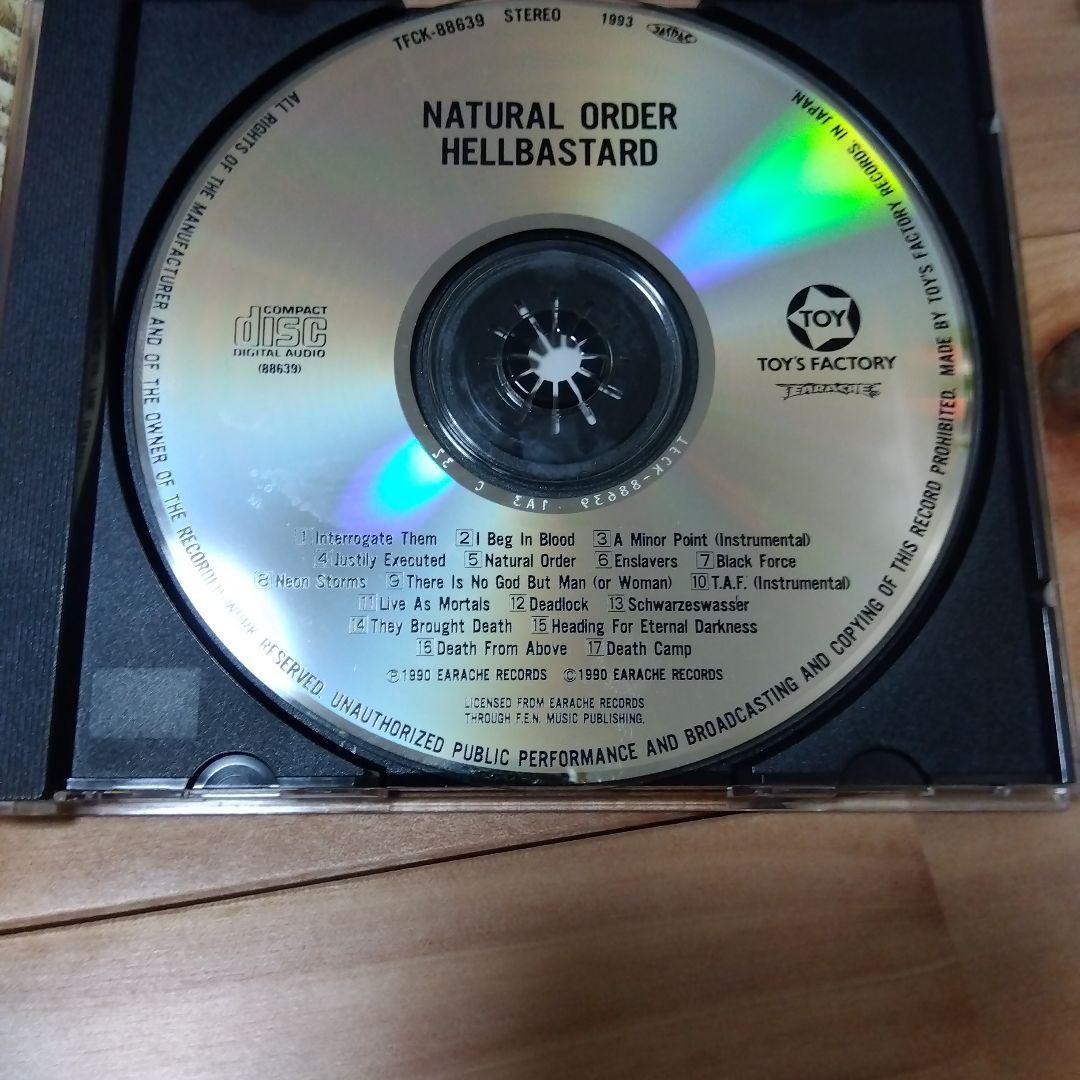 TFCK-88639 STEREO 1993 JASRAC
NATURAL ORDER
HELLBASTARD
COMPACT
disc
DIGITAL AUDIO
(88639)
TOY
TOY'S FACTORY
EARACHE
TFCK-88639 1A3 C 32
1 Interrogate Them 2 I Beg In Blood 3 A Minor Point (Instrumental)
4 Justily Executed 5 Natural Order 6 Enslavers 7 Black Force
8 Neon Storms 9 There Is No God But Man (or Woman) 10 T.A.F. (Instrumental)
11 Live As Mortals 12 Deadlock 13 Schwarzeswasser
14 They Brought Death 15 Heading For Eternal Darkness
16 Death From Above 17 Death Camp
Ⓟ1990 EARACHE RECORDS ©1990 EARACHE RECORDS
LICENSED FROM EARACHE RECORDS
THROUGH F.E.N. MUSIC PUBLISHING.
ALL RIGHTS OF THE MANUFACTURER AND OF THE OWNER OF THE RECORDED WORK RESERVED. UNAUTHORIZED PUBLIC PERFORMANCE AND BROADCASTING AND COPYING OF THIS RECORD PROHIBITED. MADE BY TOY'S FACTORY RECORDS. IN JAPAN.